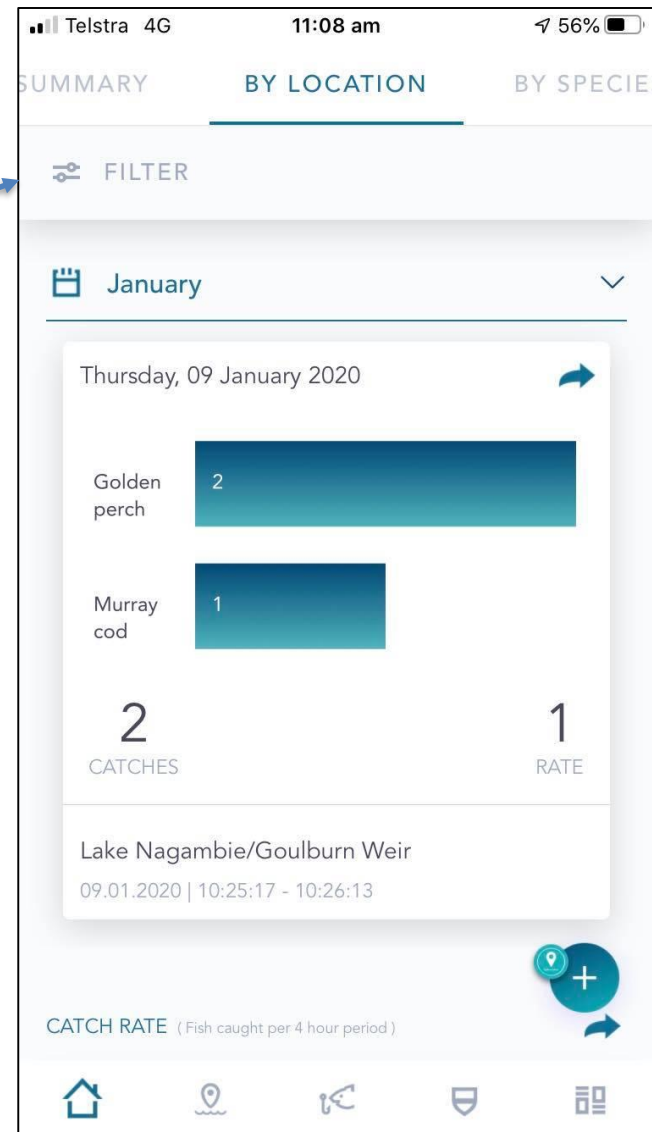 Telstra 4G 11:08 am 56%
SUMMARY BY LOCATION BY SPECIE
FILTER
January
Thursday, 09 January 2020
Golden
perch
2
Murray
cod
1
2 1
CATCHES RATE
Lake Nagambie/Goulburn Weir
09.01.2020 | 10:25:17 - 10:26:13
+
CATCH RATE ( Fish caught per 4 hour period )